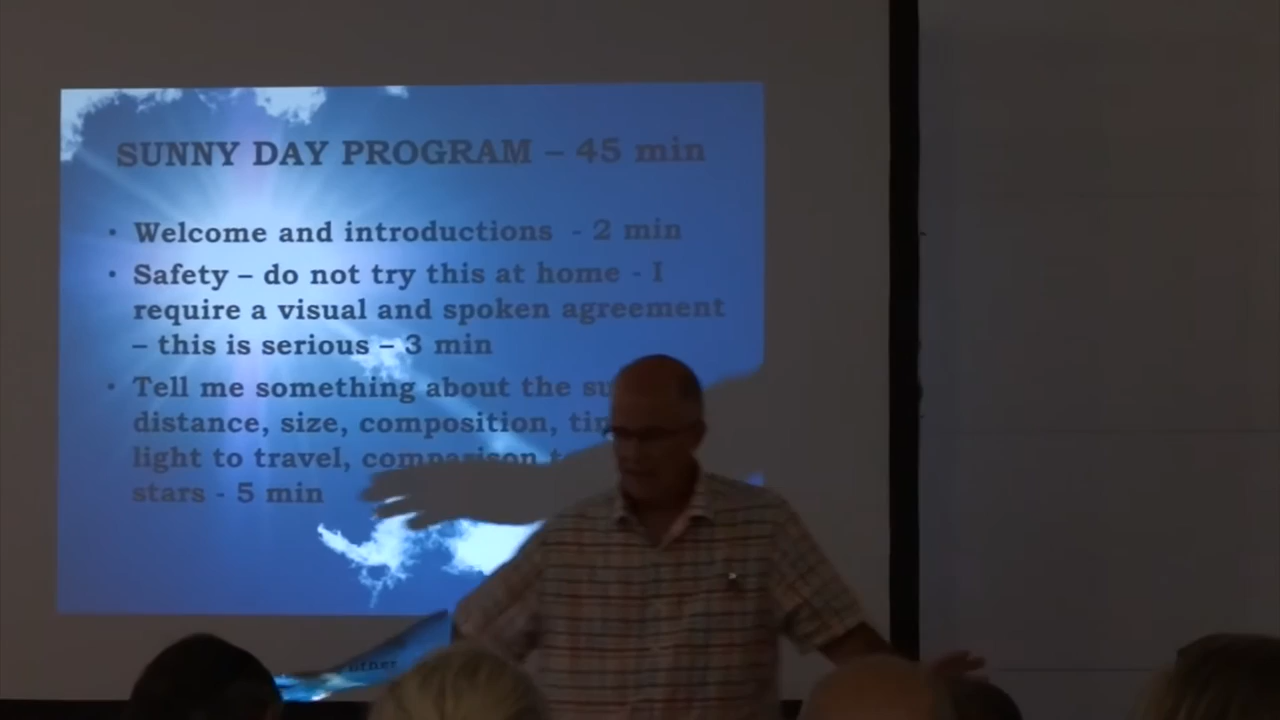 SUNNY DAY PROGRAM – 45 min
• Welcome and introductions - 2 min
• Safety – do not try this at home - I
require a visual and spoken agreement
– this is serious – 3 min
• Tell me something about the
distance, size, composition,
light to travel, comparison
stars - 5 min
other